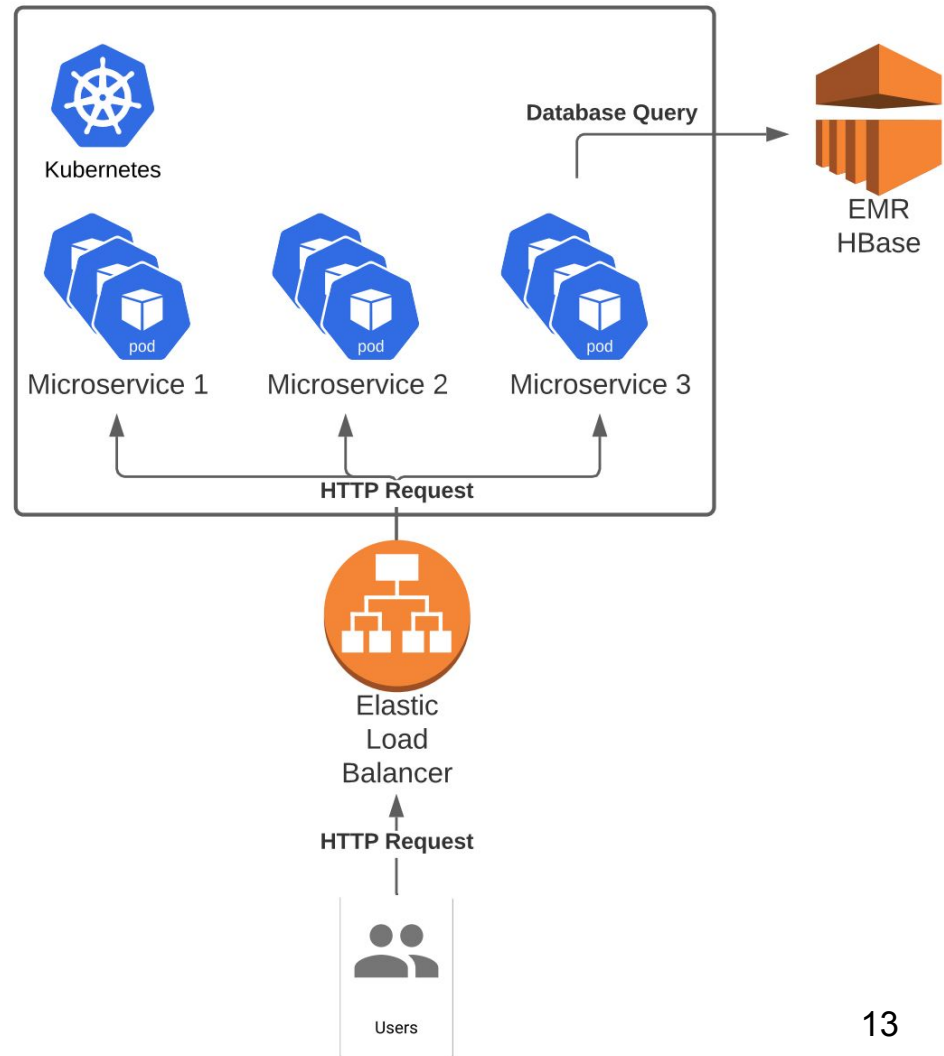 Database Query
Kubernetes
EMR
HBase
pod
pod
pod
Microservice 1
Microservice 2
Microservice 3
HTTP Request
Elastic
Load
Balancer
HTTP Request
Users
13